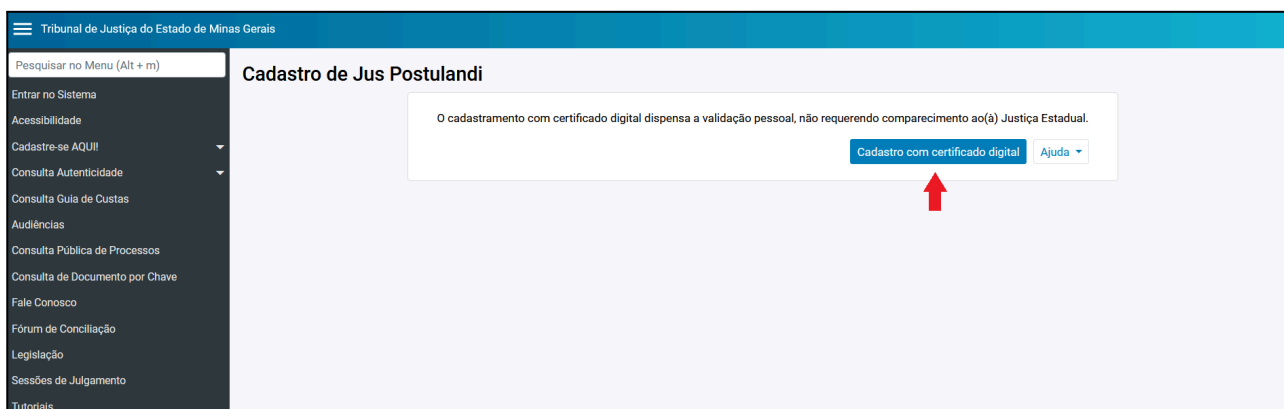 Tribunal de Justiça do Estado de Minas Gerais
Pesquisar no Menu (Alt + m)
Entrar no Sistema
Acessibilidade
Cadastre-se AQUI!
Consulta Autenticidade
Consulta Guia de Custas
Audiências
Consulta Pública de Processos
Consulta de Documento por Chave
Fale Conosco
Fórum de Conciliação
Legislação
Sessões de Julgamento
Tutoriais
Cadastro de Jus Postulandi
O cadastramento com certificado digital dispensa a validação pessoal, não requerendo comparecimento ao(à) Justiça Estadual.
Cadastro com certificado digital
Ajuda